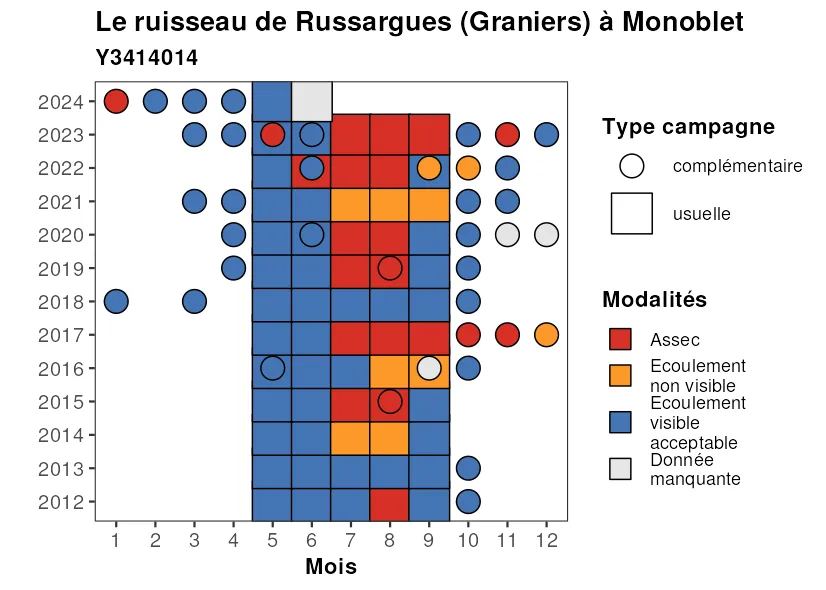 Le ruisseau de Russargues (Graniers) à Monoblet
Y3414014
2024
2023
2022
2021
2020
2019
2018
2017
2016
2015
2014
2013
2012
1 2 3 4 5 6 7 8 9 10 11 12
Mois
Type campagne
complémentaire
usuelle
Modalités
Assec
Ecoulement
non visible
Ecoulement
visible
acceptable
Donnée
manquante